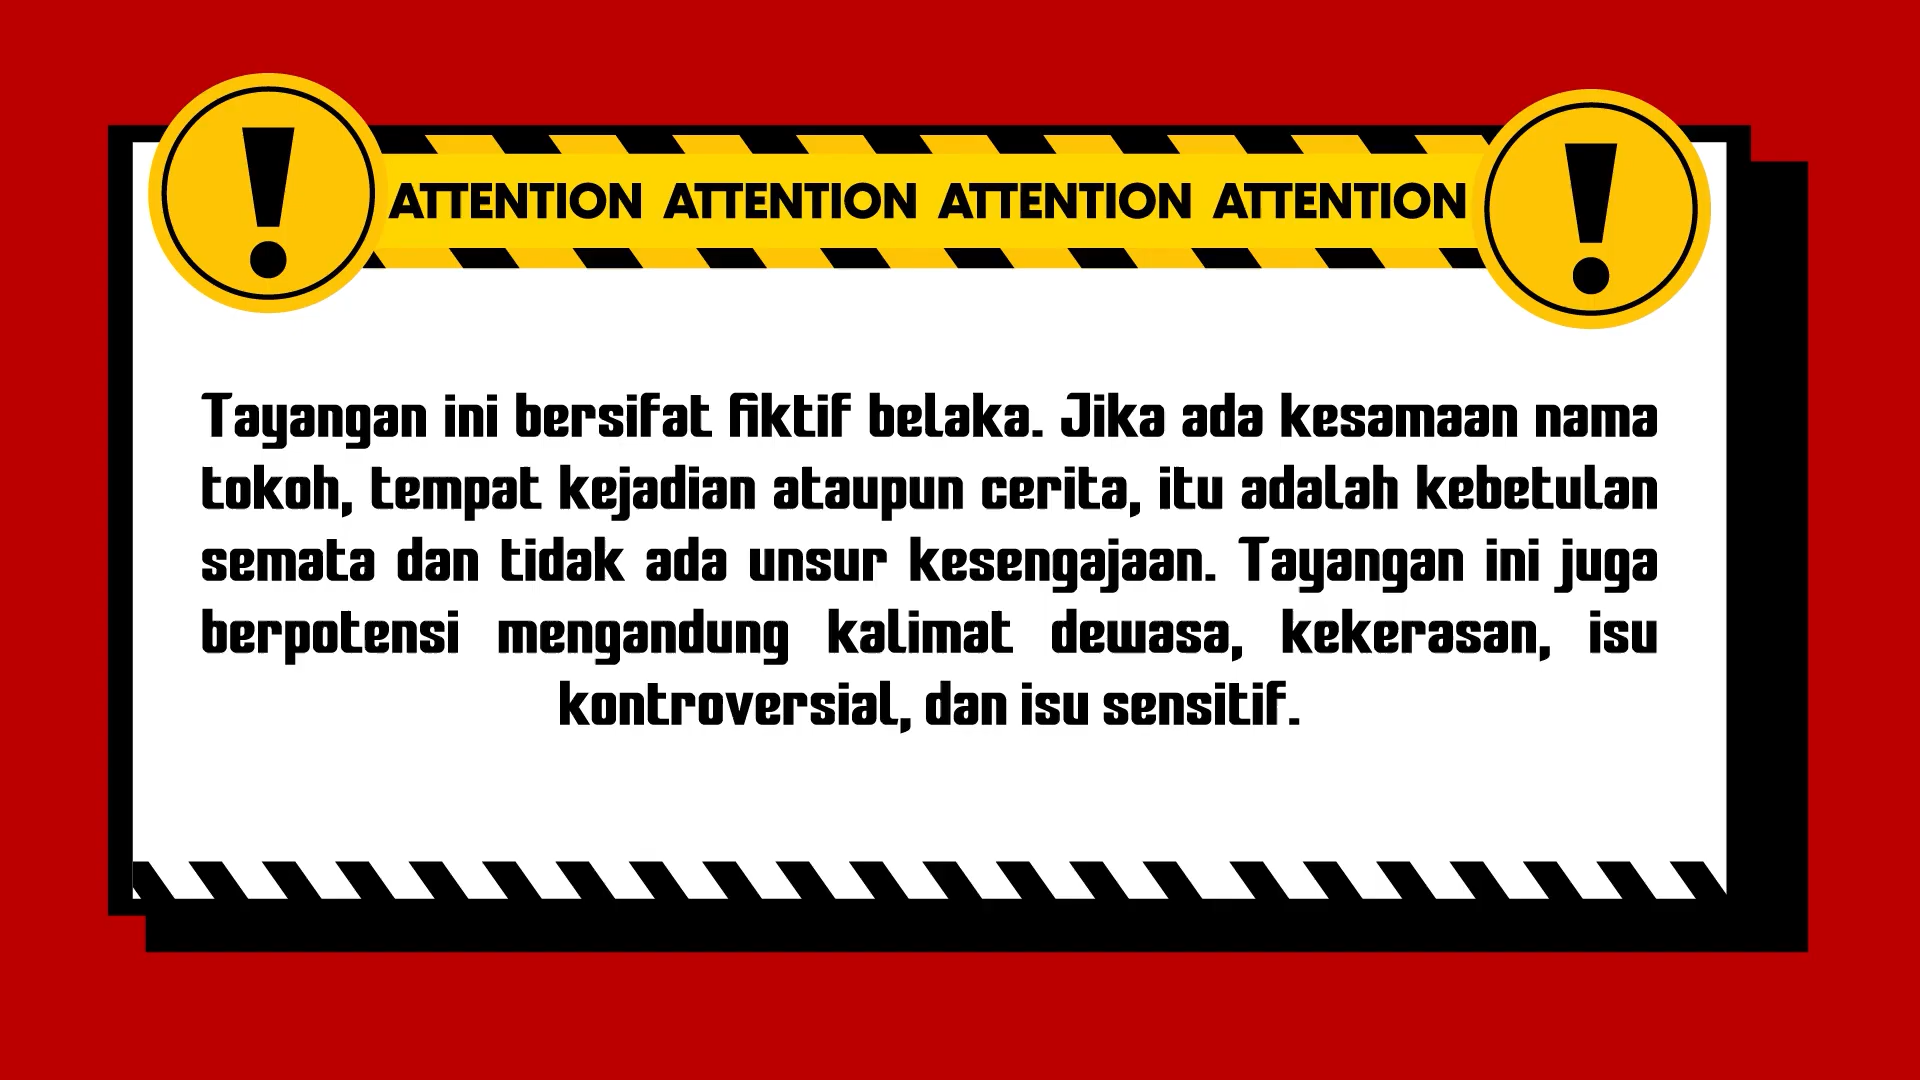 ATTENTION ATTENTION ATTENTION ATTENTION
Tayangan ini bersifat fiktif belaka. Jika ada kesamaan nama
tokoh, tempat kejadian ataupun cerita, itu adalah kebetulan
semata dan tidak ada unsur kesengajaan. Tayangan ini juga
berpotensi mengandung kalimat dewasa, kekerasan, isu
kontroversial, dan isu sensitif.